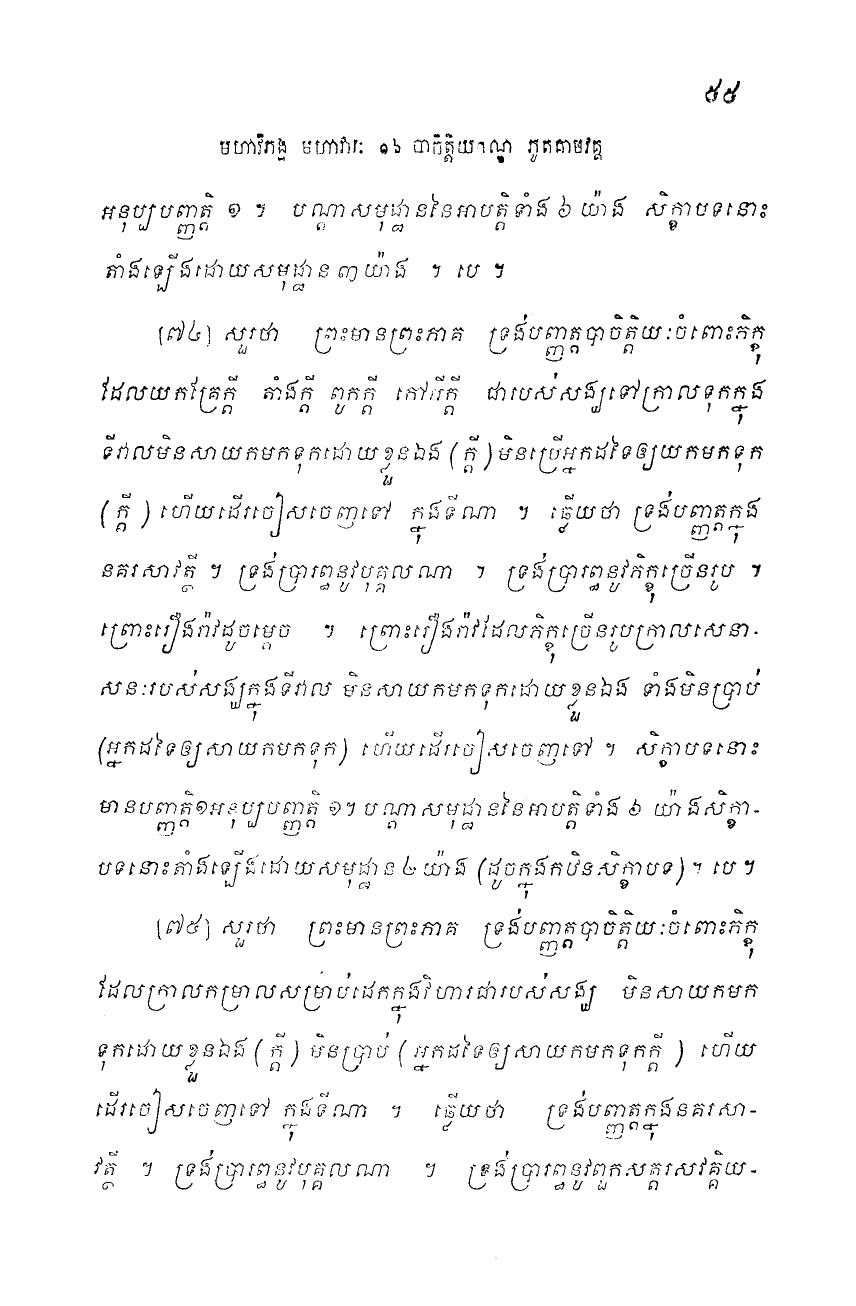 ៥៥
មហាវិភង្គ មហាវារៈ ១៦ បាចិត្តិយកណ្ឌ ភូតគាមវគ្គ
អនុប្បបញ្ញត្តិ ១ ។ បណ្តាសមុដ្ឋាននៃអាបត្តិទាំង ៦ យ៉ាង សិក្ខាបទនោះ
តាំងឡើងដោយសមុដ្ឋាន ៣ យ៉ាង ។ បេ ។
[៧៤] សួរថា ព្រះមានព្រះភាគ ទ្រង់បញ្ញត្តបាចិត្តិយៈចំពោះភិក្ខុ
ដែលយកគ្រែក្តី តាំងក្តី ពូកក្តី កៅអីក្តី ជារបស់សង្ឃទៅក្រាលទុកក្នុង
ទីវាលមិនសាយកមកទុកដោយខ្លួនឯង (ក្តី) មិនប្រើអ្នកដទៃឲ្យយកមកទុក
(ក្តី) ហើយដើរចៀសចេញទៅ ក្នុងទីណា ។ ឆ្លើយថា ទ្រង់បញ្ញត្តក្នុង
នគរសាវត្ថី ។ ទ្រង់ប្រារព្ធនូវបុគ្គលណា ។ ទ្រង់ប្រារព្ធនូវភិក្ខុច្រើនរូប ។
ព្រោះរឿងរ៉ាវដូចម្តេច ។ ព្រោះរឿងរ៉ាវដែលភិក្ខុច្រើនរូបក្រាលសេនា-
សនៈរបស់សង្ឃក្នុងទីវាល មិនសាយកមកទុកដោយខ្លួនឯង ទាំងមិនប្រាប់
(អ្នកដទៃឲ្យសាយកមកទុក) ហើយដើរចៀសចេញទៅ ។ សិក្ខាបទនោះ
មានបញ្ញត្តិ១អនុប្បបញ្ញត្តិ ១។ បណ្តាសមុដ្ឋាននៃអាបត្តិទាំង ៦ យ៉ាងសិក្ខា-
បទនោះតាំងឡើងដោយសមុដ្ឋាន ២ យ៉ាង (ដូចក្នុងកឋិនសិក្ខាបទ) ។ បេ ។
[៧៥] សួរថា ព្រះមានព្រះភាគ ទ្រង់បញ្ញត្តបាចិត្តិយៈចំពោះភិក្ខុ
ដែលក្រាលកម្រាលសម្រាប់ដេកក្នុងវិហារជារបស់សង្ឃ មិនសាយកមក
ទុកដោយខ្លួនឯង (ក្តី) មិនប្រាប់ (អ្នកដទៃឲ្យសាយកមកទុកក្តី) ហើយ
ដើរចៀសចេញទៅ ក្នុងទីណា ។ ឆ្លើយថា ទ្រង់បញ្ញត្តក្នុងនគរសា-
វត្ថី ។ ទ្រង់ប្រារព្ធនូវបុគ្គលណា ។ ទ្រង់ប្រារព្ធនូវពួកសត្តរសវគ្គិយ-